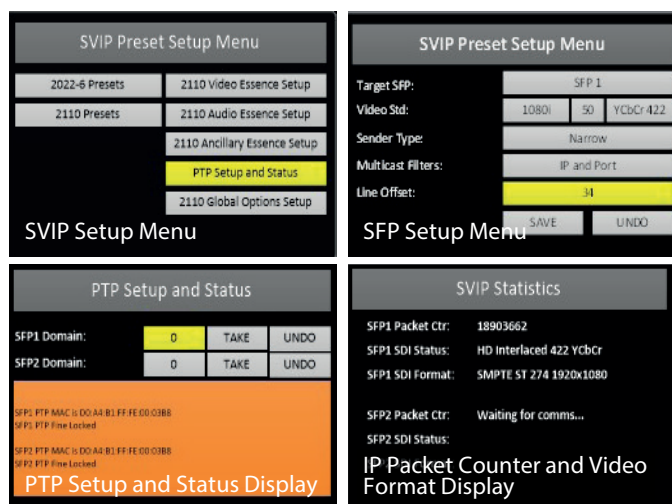 SVIP Preset Setup Menu
2022-6 Presets
2110 Video Essence Setup
2110 Presets
2110 Audio Essence Setup
2110 Ancillary Essence Setup
PTP Setup and Status
2110 Global Options Setup
SVIP Setup Menu
SVIP Preset Setup Menu
Target SFP: SFP 1
Video Std: 1080i 50 YCbCr 422
Sender Type: Narrow
Multicast Filters: IP and Port
Line Offset: 34
SAVE UNDO
SFP Setup Menu
PTP Setup and Status
SFP1 Domain: 0 TAKE UNDO
SFP2 Domain: 0 TAKE UNDO
SFP1 PTP MAC is D0:A4:B1:FF:FE:00:03B8
SFP1 PTP Fine Locked
SFP2 PTP MAC is D0:A4:B1:FF:FE:00:03B8
SFP2 PTP Fine Locked
PTP Setup and Status Display
SVIP Statistics
SFP1 Packet Ctr: 18903662
SFP1 SDI Status: HD Interlaced 422 YCbCr
SFP1 SDI Format: SMPTE ST 274 1920x1080
SFP2 Packet Ctr: Waiting for comms...
SFP2 SDI Status:
IP Packet Counter and Video
Format Display